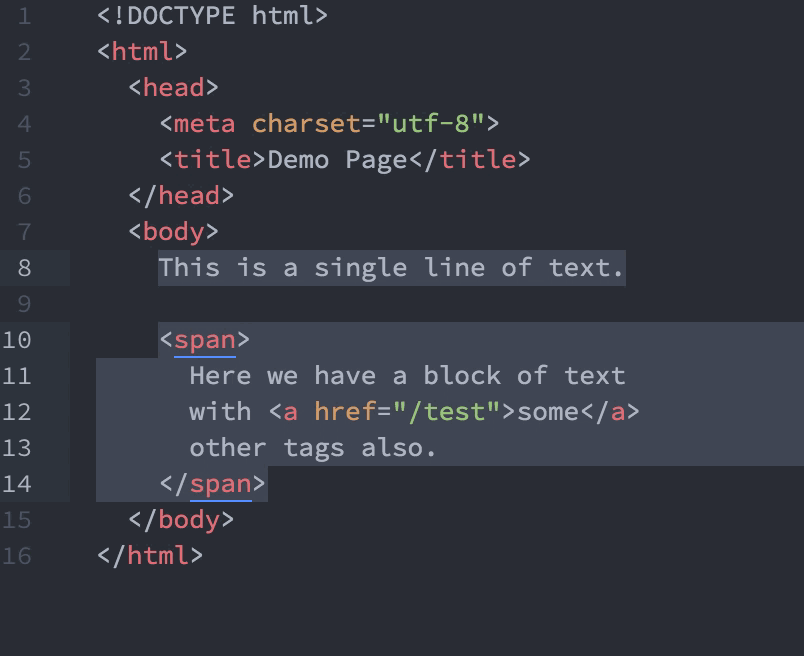 1 <!DOCTYPE html>
2 <html>
3   <head>
4     <meta charset="utf-8">
5     <title>Demo Page</title>
6   </head>
7   <body>
8     This is a single line of text.
9
10     <span>
11       Here we have a block of text
12       with <a href="/test">some</a>
13       other tags also.
14     </span>
15   </body>
16 </html>